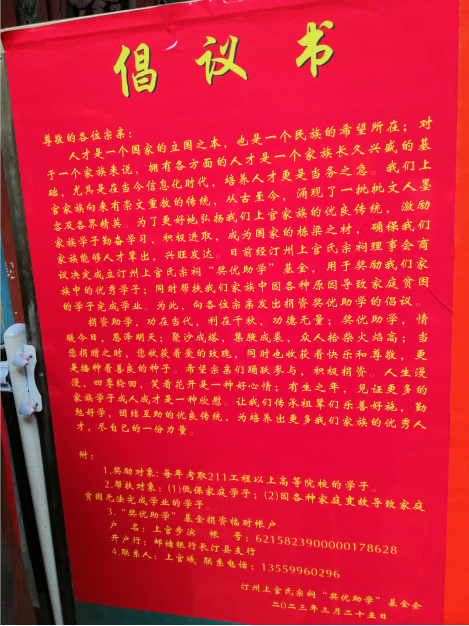 倡议书
尊敬的各位宗亲：
人才是一个国家的立国之本，也是一个民族的希望所在；对
于一个家族来说，拥有各方面的人才是一个家族长久兴盛的基
础，尤其是在当今信息化时代，培养人才更是当务之急。我们上
官家族向来有崇文重教的传统，从古至今，涌现了一批批文人墨
客及各界精英。为了更好地弘扬我们上官家族的优良传统，激励
家族学子勤奋学习，积极进取，成为国家的栋梁之材，确保我们
家族能够人才辈出，兴旺发达。日前经汀州上官氏宗祠理事会商
议决定成立汀州上官氏宗祠“奖优助学”基金，用于奖励我们家
族中的优秀学子；同时帮扶我们家族中因各种原因导致家庭贫困
的学子完成学业。为此，向各位宗亲发出捐资奖优助学的倡议。
捐资助学，功在当代，利在千秋，功德无量；奖优助学，情
暖今日，恩泽明天；聚沙成塔，集腋成裘，众人拾柴火焰高；当
您捐赠之时，您收获着爱的玫瑰，同时也收获着快乐和尊敬，更
是播种着善良的种子。希望宗亲们踊跃参与，积极捐资。人生漫
漫，四季轮回，笑看花开是一种好心情；有生之年，见证更多的
家族学子成人成才是一种欣慰。让我们传承祖辈们乐善好施，勤
勉好学，团结互助的优良传统，为培养出更多我们家族的优秀人
才，尽自己的一份力量。
附：
1.奖励对象：每年考取211工程以上高等院校的学子。
2.帮扶对象：(1)低保家庭学子；(2)因各种家庭变故导致家庭
贫困无法完成学业的学子。
3.“奖优助学”基金捐资临时帐户
户 名：上官步演 帐 号：6215823900000178628
开户行：邮储银行长汀县支行
4.联系人：上官曦，联系电话：13559960296
汀州上官氏宗祠“奖优助学”基金会
二〇二三年三月二十五日